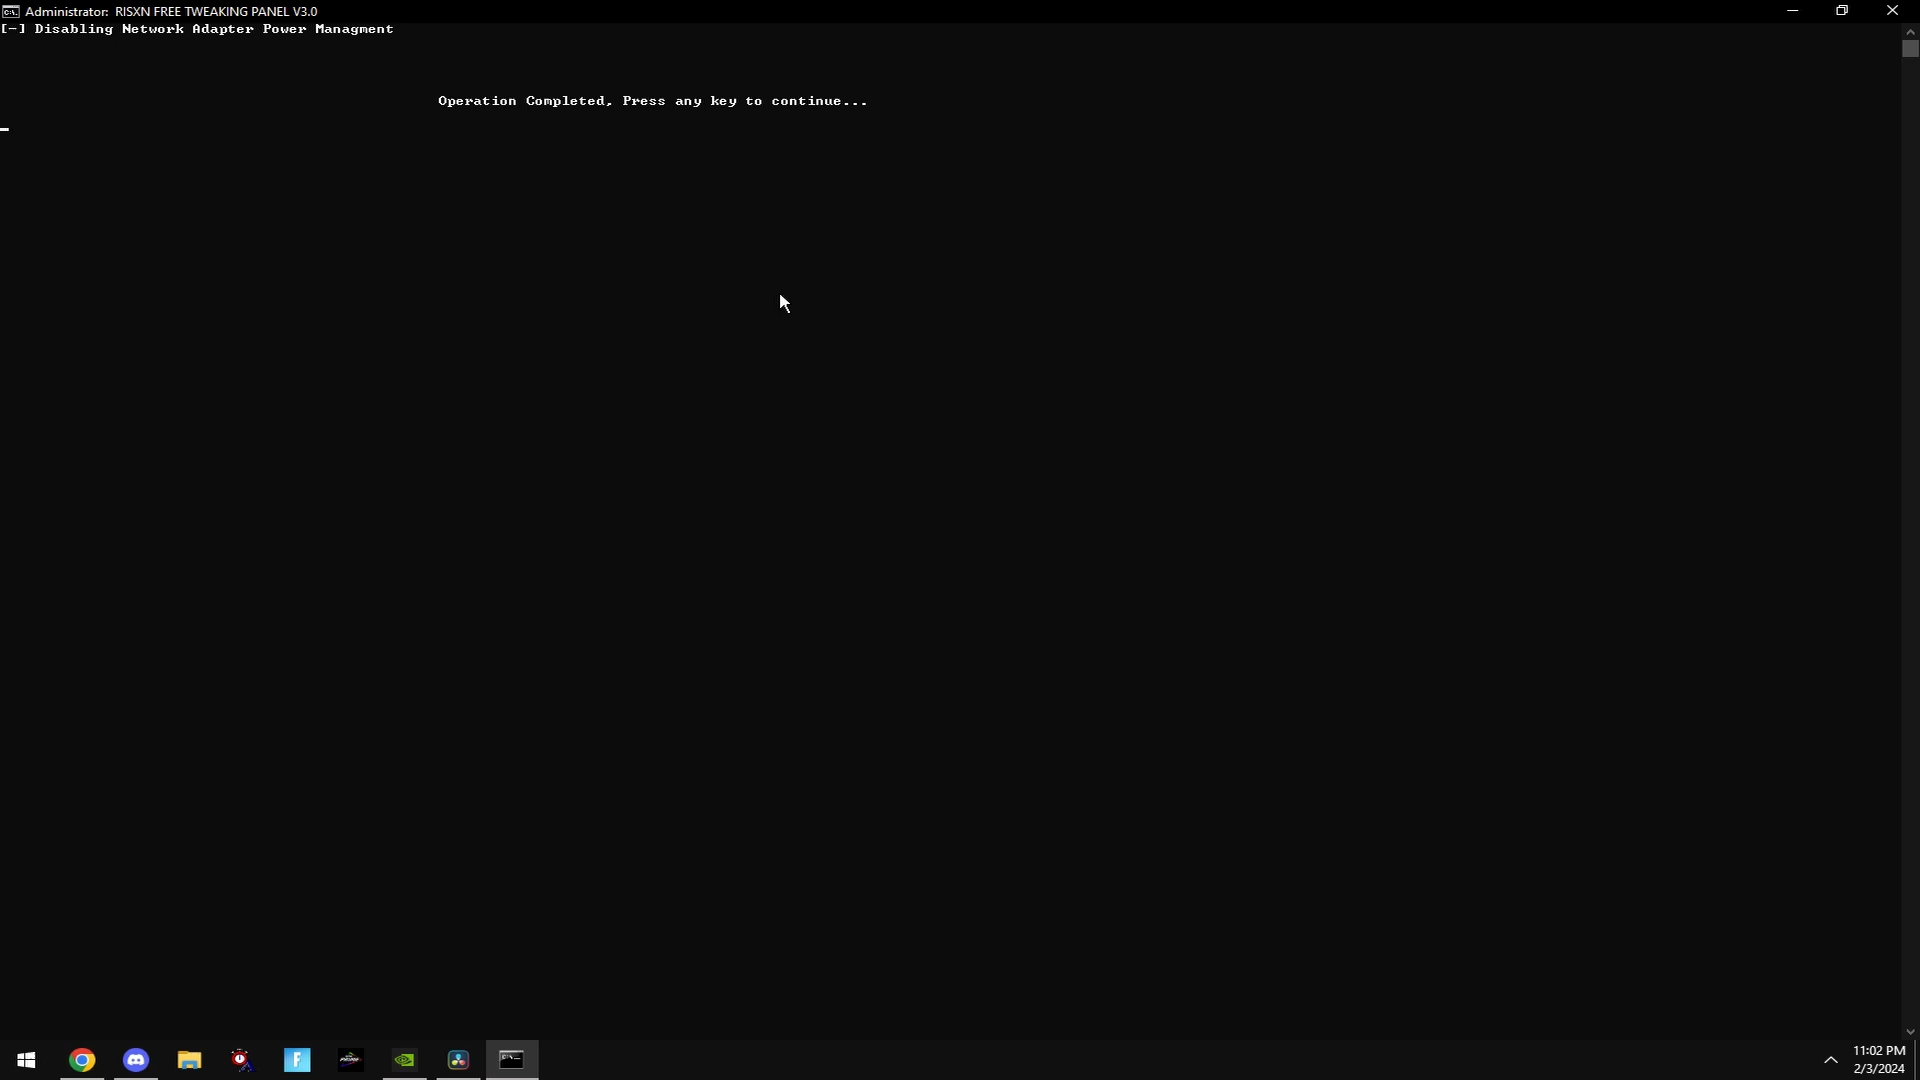 Administrator:  RISXN FREE TWEAKING PANEL V3.0
[-] Disabling Network Adapter Power Managment
Operation Completed, Press any key to continue...
11:02 PM
2/3/2024